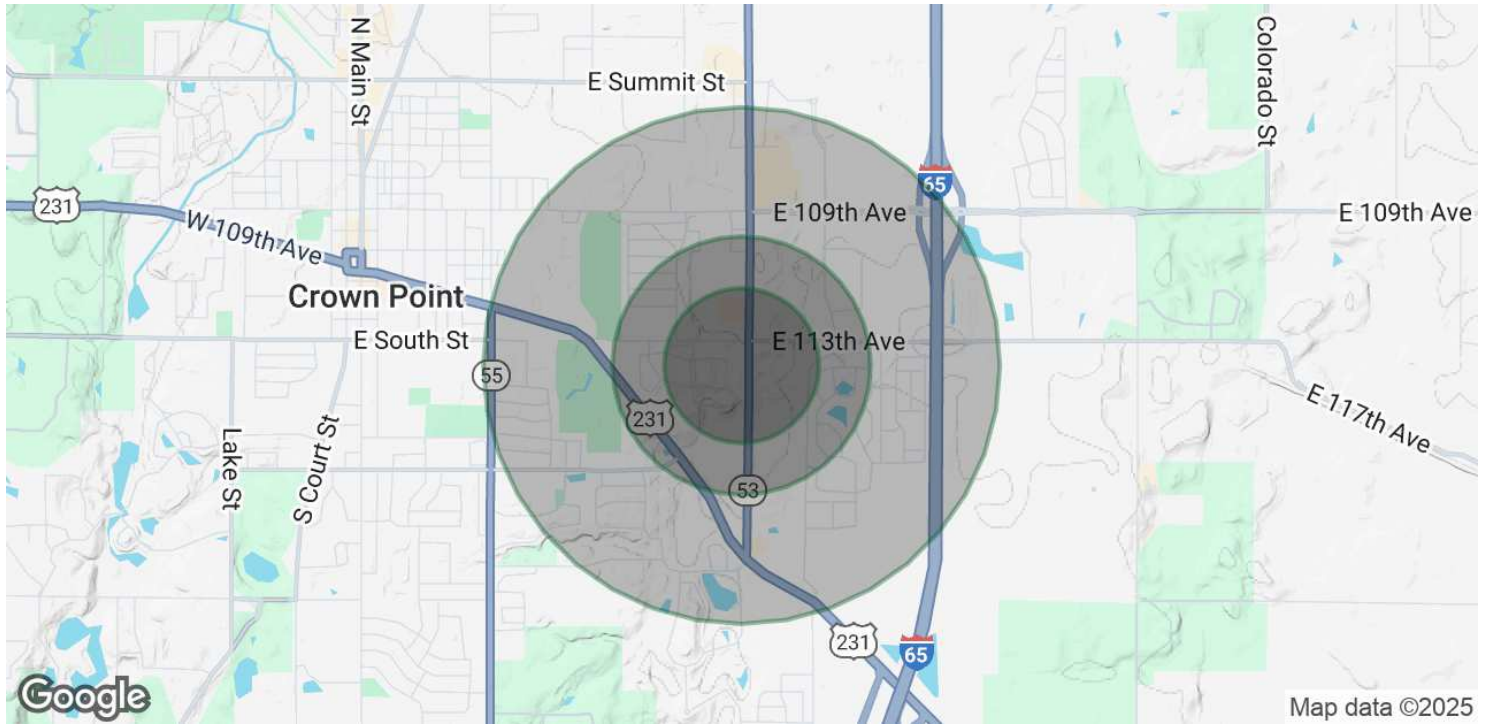 N Main St
E Summit St
Colorado St
65
231
W 109th Ave
E 109th Ave
E 109th Ave
Crown Point
E South St
E 113th Ave
55
231
E 117th Ave
Lake St
S Court St
53
231
65
Google
Map data ©2025